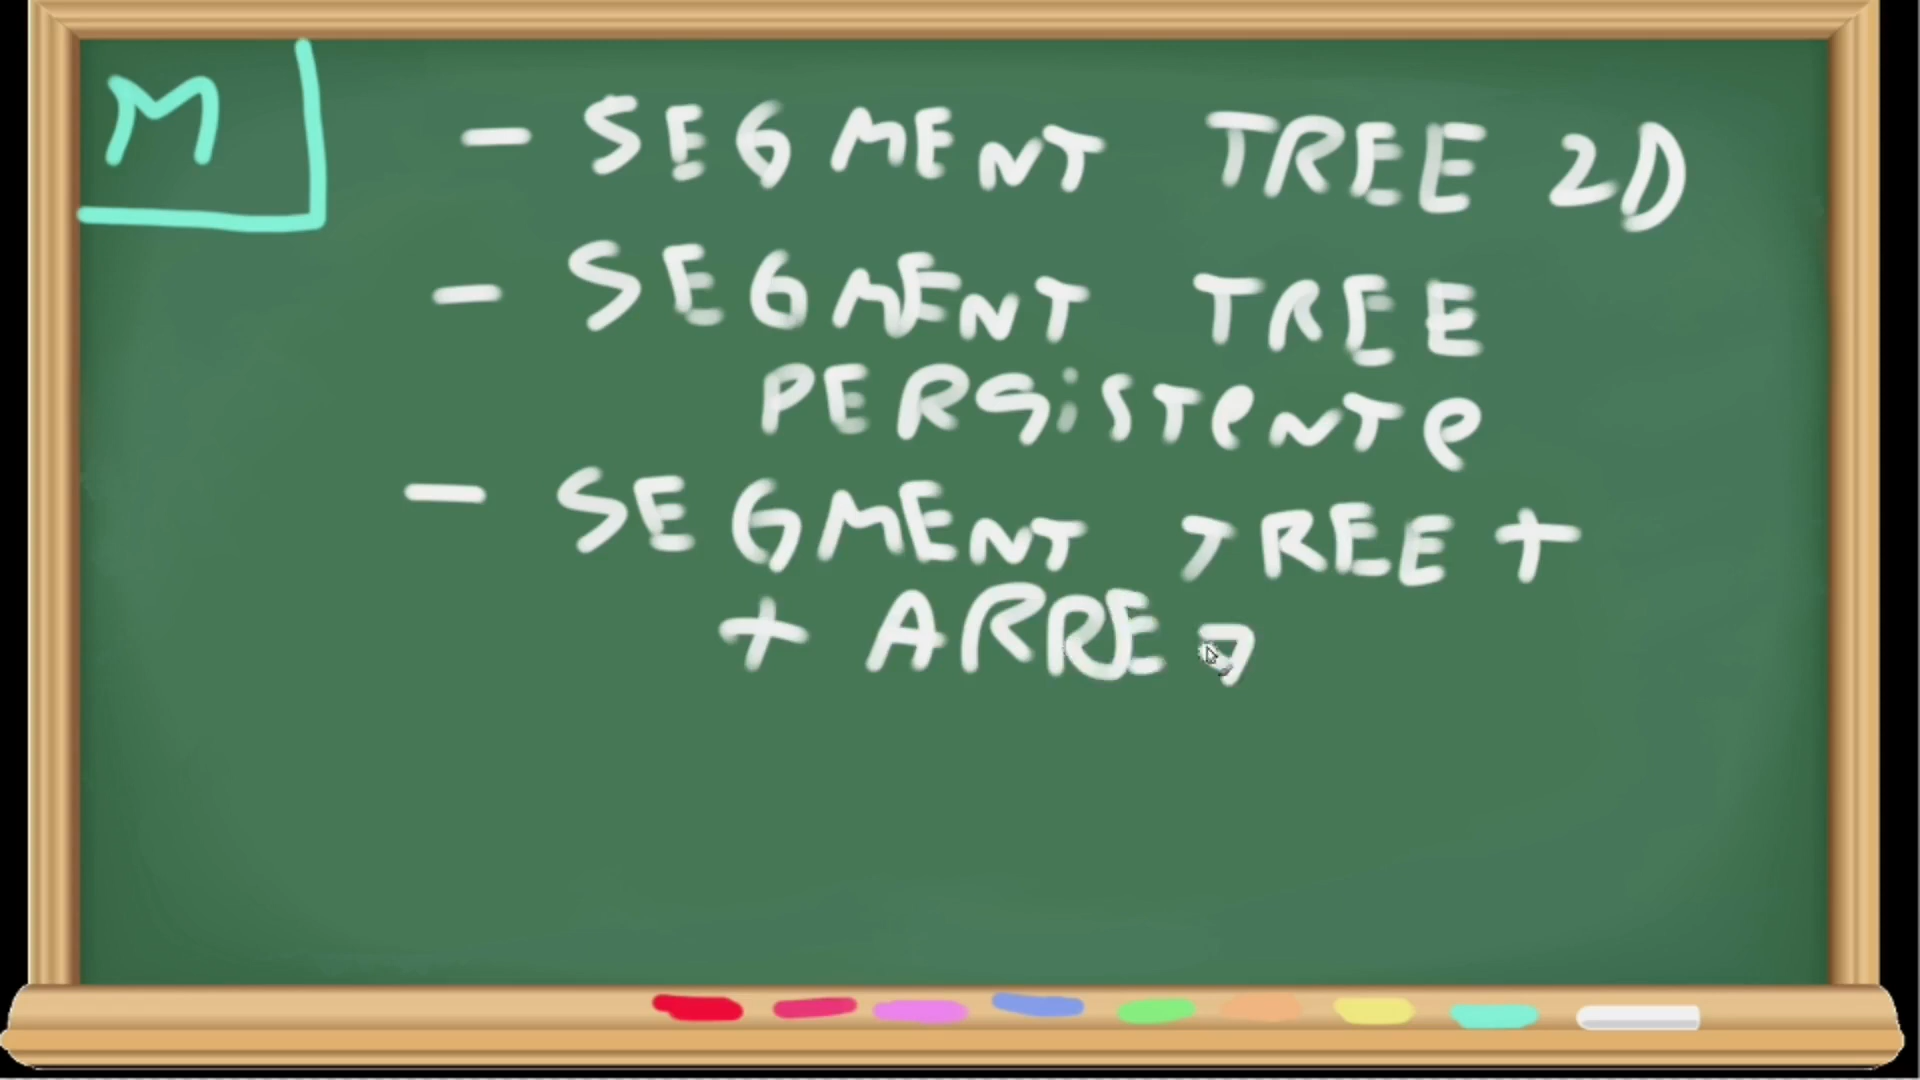 M
- SEGMENT TREE 2D
- SEGMENT TREE
PERSiSTeNTe
- SEGMENT TREE +
+ ARRE